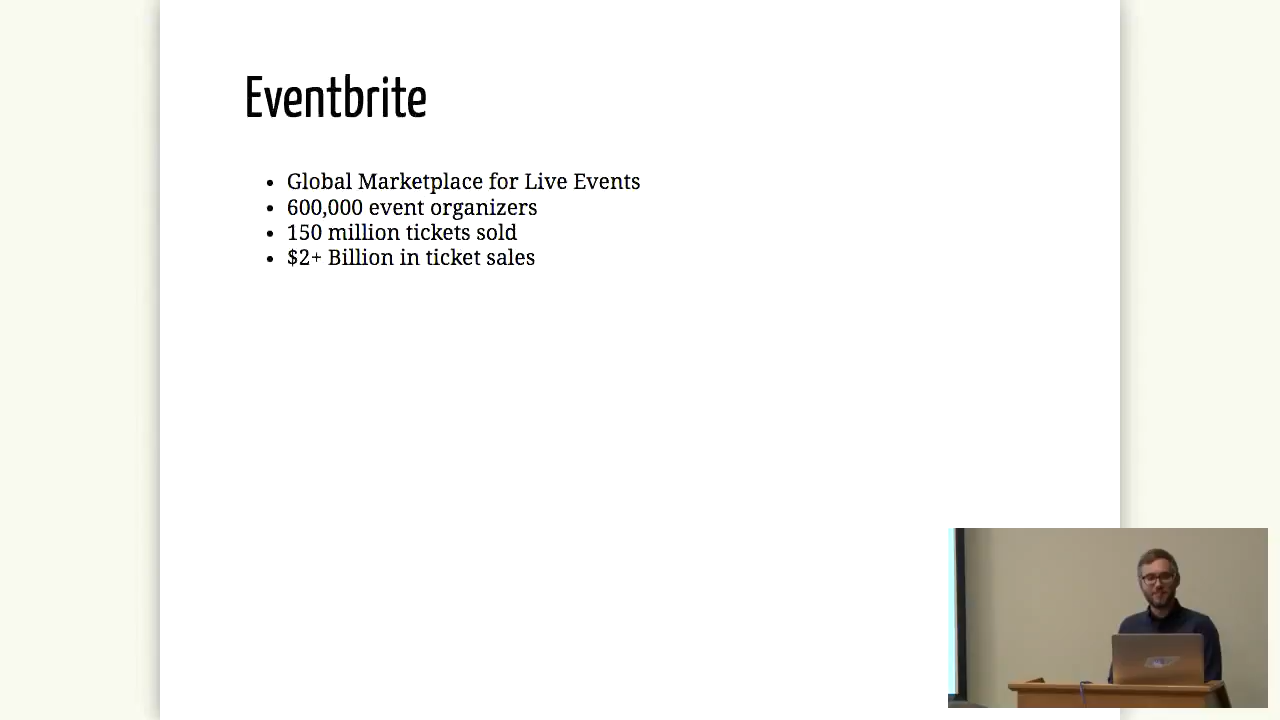 Eventbrite
• Global Marketplace for Live Events
• 600,000 event organizers
• 150 million tickets sold
• $2+ Billion in ticket sales